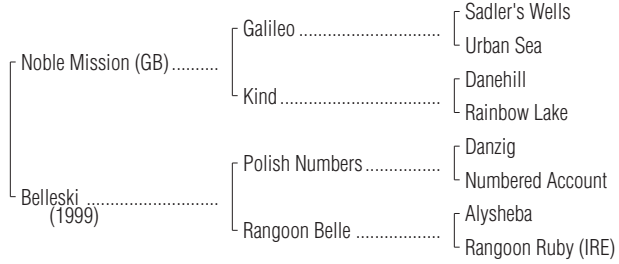 Sadler's Wells
Galileo ........................................
Urban Sea
Noble Mission (GB)..........
Danehill
Kind..............................................
Rainbow Lake
Danzig
Polish Numbers.....................
Numbered Account
Belleski ............................
(1999)
Alysheba
Rangoon Belle ........................
Rangoon Ruby (IRE)